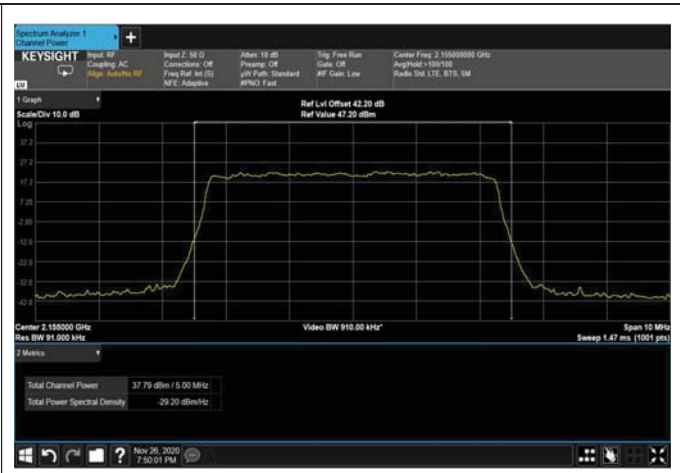 Spectrum Analyzer 1
Channel Power
KEYSIGHT
Input: RF
Coupling: AC
Align: Auto/No RF
Input Z: 50 Ω
Corrections: Off
Freq Ref: Int (S)
NFE: Adaptive
Atten: 10 dB
Preamp: Off
µW Path: Standard
#PNO: Fast
Trig: Free Run
Gate: Off
#IF Gain: Low
Center Freq: 2.155000000 GHz
Avg|Hold:>100/100
Radio Std: LTE, BTS, 5M
LV
1 Graph
Scale/Div 10.0 dB
Ref Lvl Offset 42.20 dB
Ref Value 47.20 dBm
Log
37.2
27.2
17.2
7.20
-2.80
-12.8
-22.8
-32.8
-42.8
Center 2.155000 GHz
Res BW 91.000 kHz
Video BW 910.00 kHz*
Span 10 MHz
Sweep 1.47 ms (1001 pts)
2 Metrics
Total Channel Power 37.79 dBm / 5.00 MHz
Total Power Spectral Density -29.20 dBm/Hz
?
Nov 26, 2020
7:50:01 PM